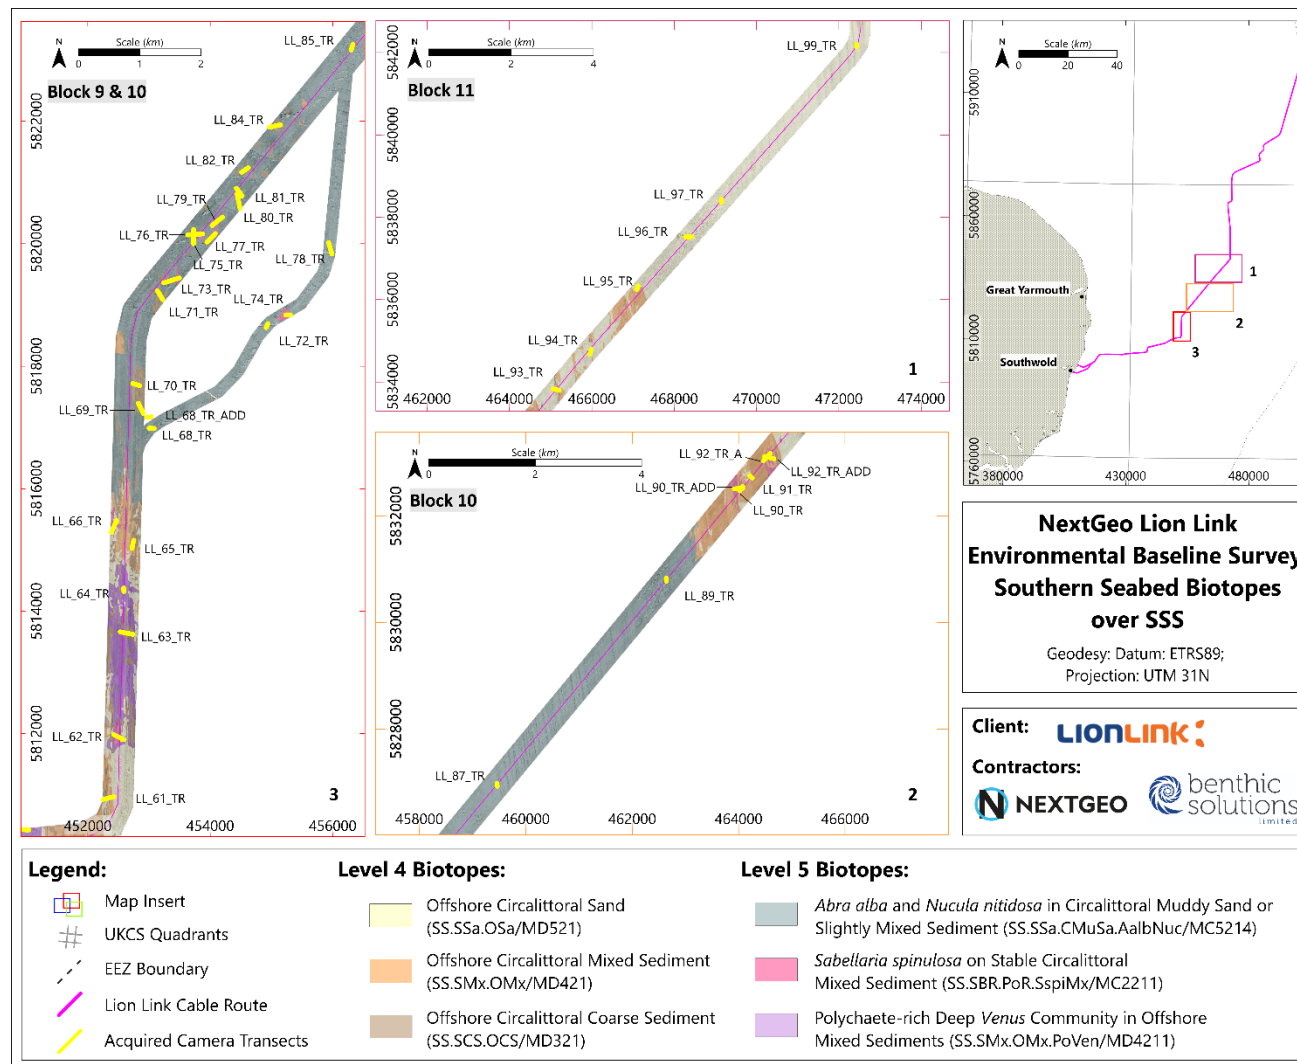 N
Scale (km)
0 1 2
Block 9 & 10
LL_85_TR
LL_84_TR
LL_82_TR
LL_79_TR
LL_81_TR
LL_80_TR
LL_76_TR
LL_77_TR
LL_75_TR
LL_78_TR
LL_73_TR
LL_74_TR
LL_71_TR
LL_72_TR
LL_70_TR
LL_69_TR
LL_68_TR_ADD
LL_68_TR
LL_66_TR
LL_65_TR
LL_64_TR
LL_63_TR
LL_62_TR
LL_61_TR
3
5822000
5820000
5818000
5816000
5814000
5812000
452000 454000 456000
N
Scale (km)
0 2 4
Block 11
LL_99_TR
LL_97_TR
LL_96_TR
LL_95_TR
LL_94_TR
LL_93_TR
1
5842000
5840000
5838000
5836000
5834000
462000 464000 466000 468000 470000 472000 474000
N
Scale (km)
0 2 4
Block 10
LL_92_TR_A
LL_92_TR_ADD
LL_90_TR_ADD
LL_91_TR
LL_90_TR
LL_89_TR
LL_87_TR
2
5832000
5830000
5828000
458000 460000 462000 464000 466000
N
Scale (km)
0 20 40
Great Yarmouth
Southwold
1
2
3
5910000
5860000
5810000
5760000
380000 430000 480000
NextGeo Lion Link
Environmental Baseline Survey
Southern Seabed Biotopes
over SSS
Geodesy: Datum: ETRS89;
Projection: UTM 31N
Client:
LIONLINK
Contractors:
N NEXTGEO
benthic
solutions
limited
Legend:
Map Insert
UKCS Quadrants
EEZ Boundary
Lion Link Cable Route
Acquired Camera Transects
Level 4 Biotopes:
Offshore Circalittoral Sand
(SS.SSa.OSa/MD521)
Offshore Circalittoral Mixed Sediment
(SS.SMx.OMx/MD421)
Offshore Circalittoral Coarse Sediment
(SS.SCS.OCS/MD321)
Level 5 Biotopes:
Abra alba and Nucula nitidosa in Circalittoral Muddy Sand or
Slightly Mixed Sediment (SS.SSa.CMuSa.AalbNuc/MC5214)
Sabellaria spinulosa on Stable Circalittoral
Mixed Sediment (SS.SBR.PoR.SspiMx/MC2211)
Polychaete-rich Deep Venus Community in Offshore
Mixed Sediments (SS.SMx.OMx.PoVen/MD4211)